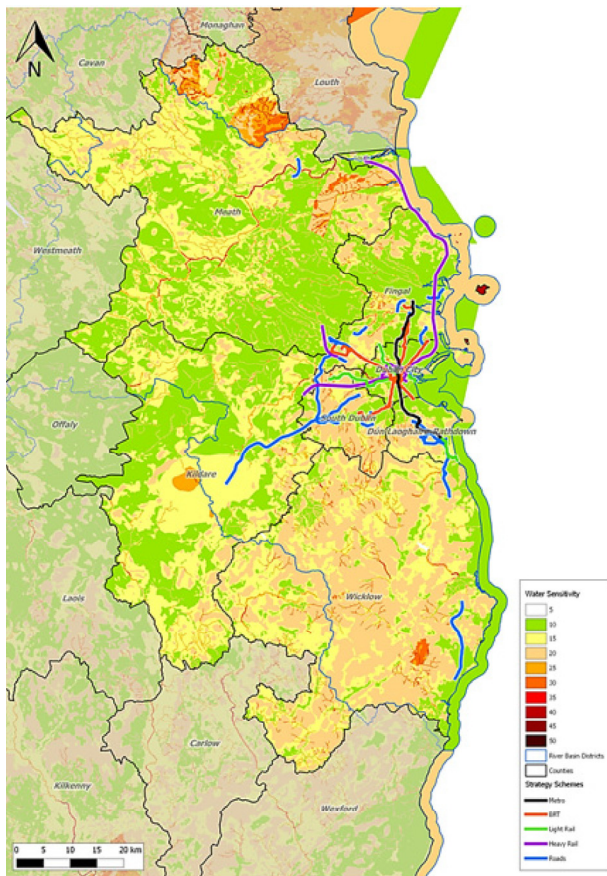 Monaghan
Cavan
N
Louth
Meath
Westmeath
Fingal
Dublin City
Offaly
South Dublin
Dún Laoghaire-Rathdown
Kildare
Laois
Wicklow
Carlow
Kilkenny
Wexford
0 5 10 15 20 km
Water Sensitivity
5
10
15
20
25
30
35
40
45
50
River Basin Districts
Counties
Strategy Schemes
Metro
BRT
Light Rail
Heavy Rail
Roads